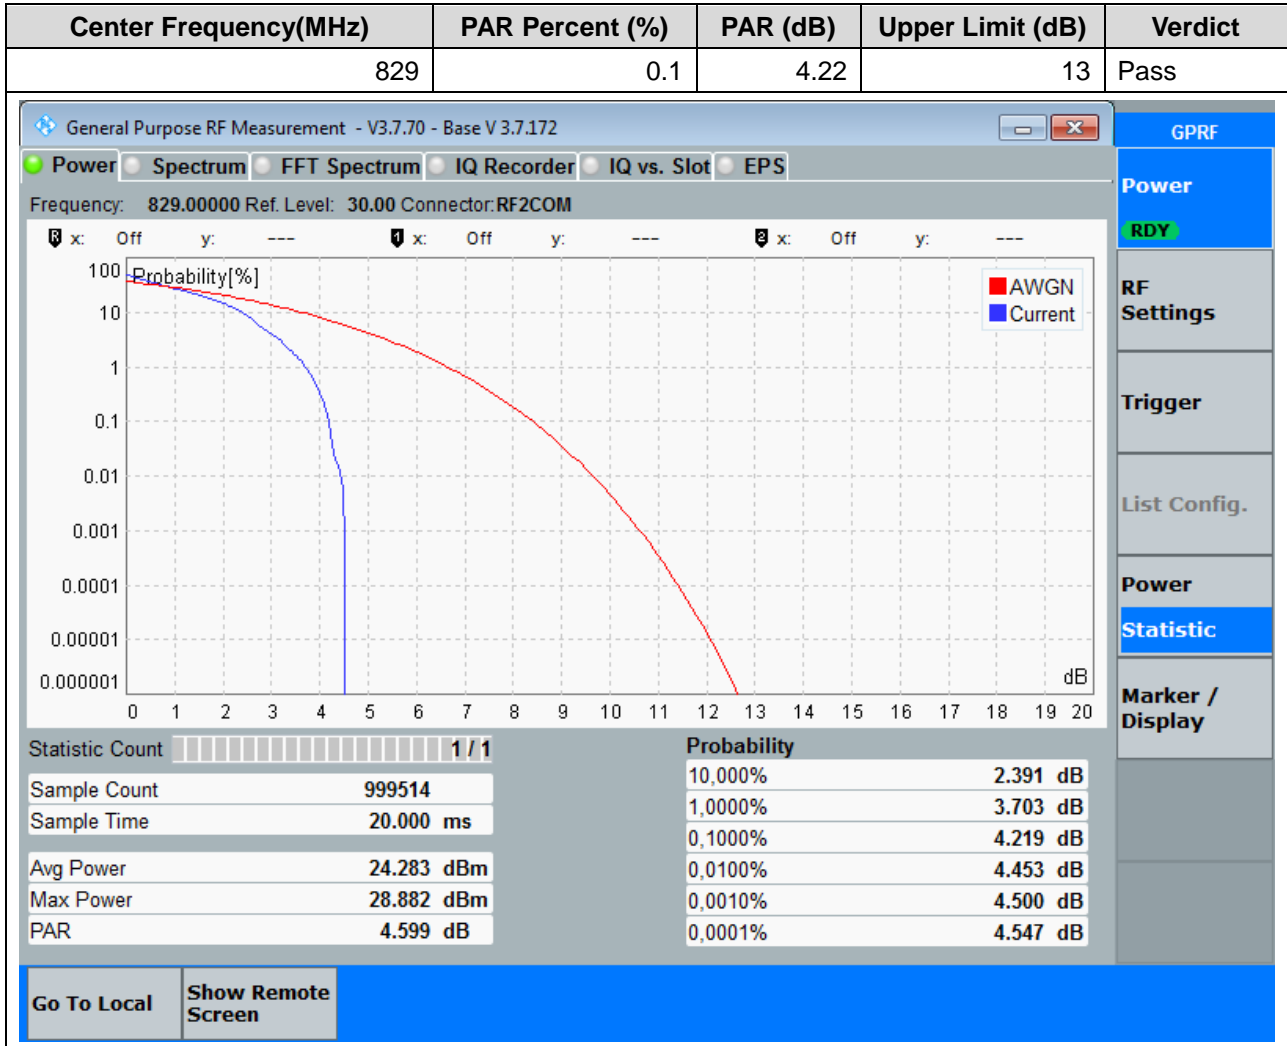 Center Frequency(MHz) PAR Percent (%) PAR (dB) Upper Limit (dB) Verdict
829 0.1 4.22 13 Pass
General Purpose RF Measurement - V3.7.70 - Base V 3.7.172
GPRF
Power Spectrum FFT Spectrum IQ Recorder IQ vs. Slot EPS
Frequency: 829.00000 Ref. Level: 30.00 Connector:RF2COM
R x: Off y: --- 1 x: Off y: --- 2 x: Off y: ---
Probability[%]
AWGN
Current
100
10
1
0.1
0.01
0.001
0.0001
0.00001
0.000001
dB
0 1 2 3 4 5 6 7 8 9 10 11 12 13 14 15 16 17 18 19 20
Statistic Count 1 / 1
Sample Count 999514
Sample Time 20.000 ms
Avg Power 24.283 dBm
Max Power 28.882 dBm
PAR 4.599 dB
Probability
10,000% 2.391 dB
1,0000% 3.703 dB
0,1000% 4.219 dB
0,0100% 4.453 dB
0,0010% 4.500 dB
0,0001% 4.547 dB
Power
RDY
RF
Settings
Trigger
List Config.
Power
Statistic
Marker /
Display
Go To Local
Show Remote
Screen